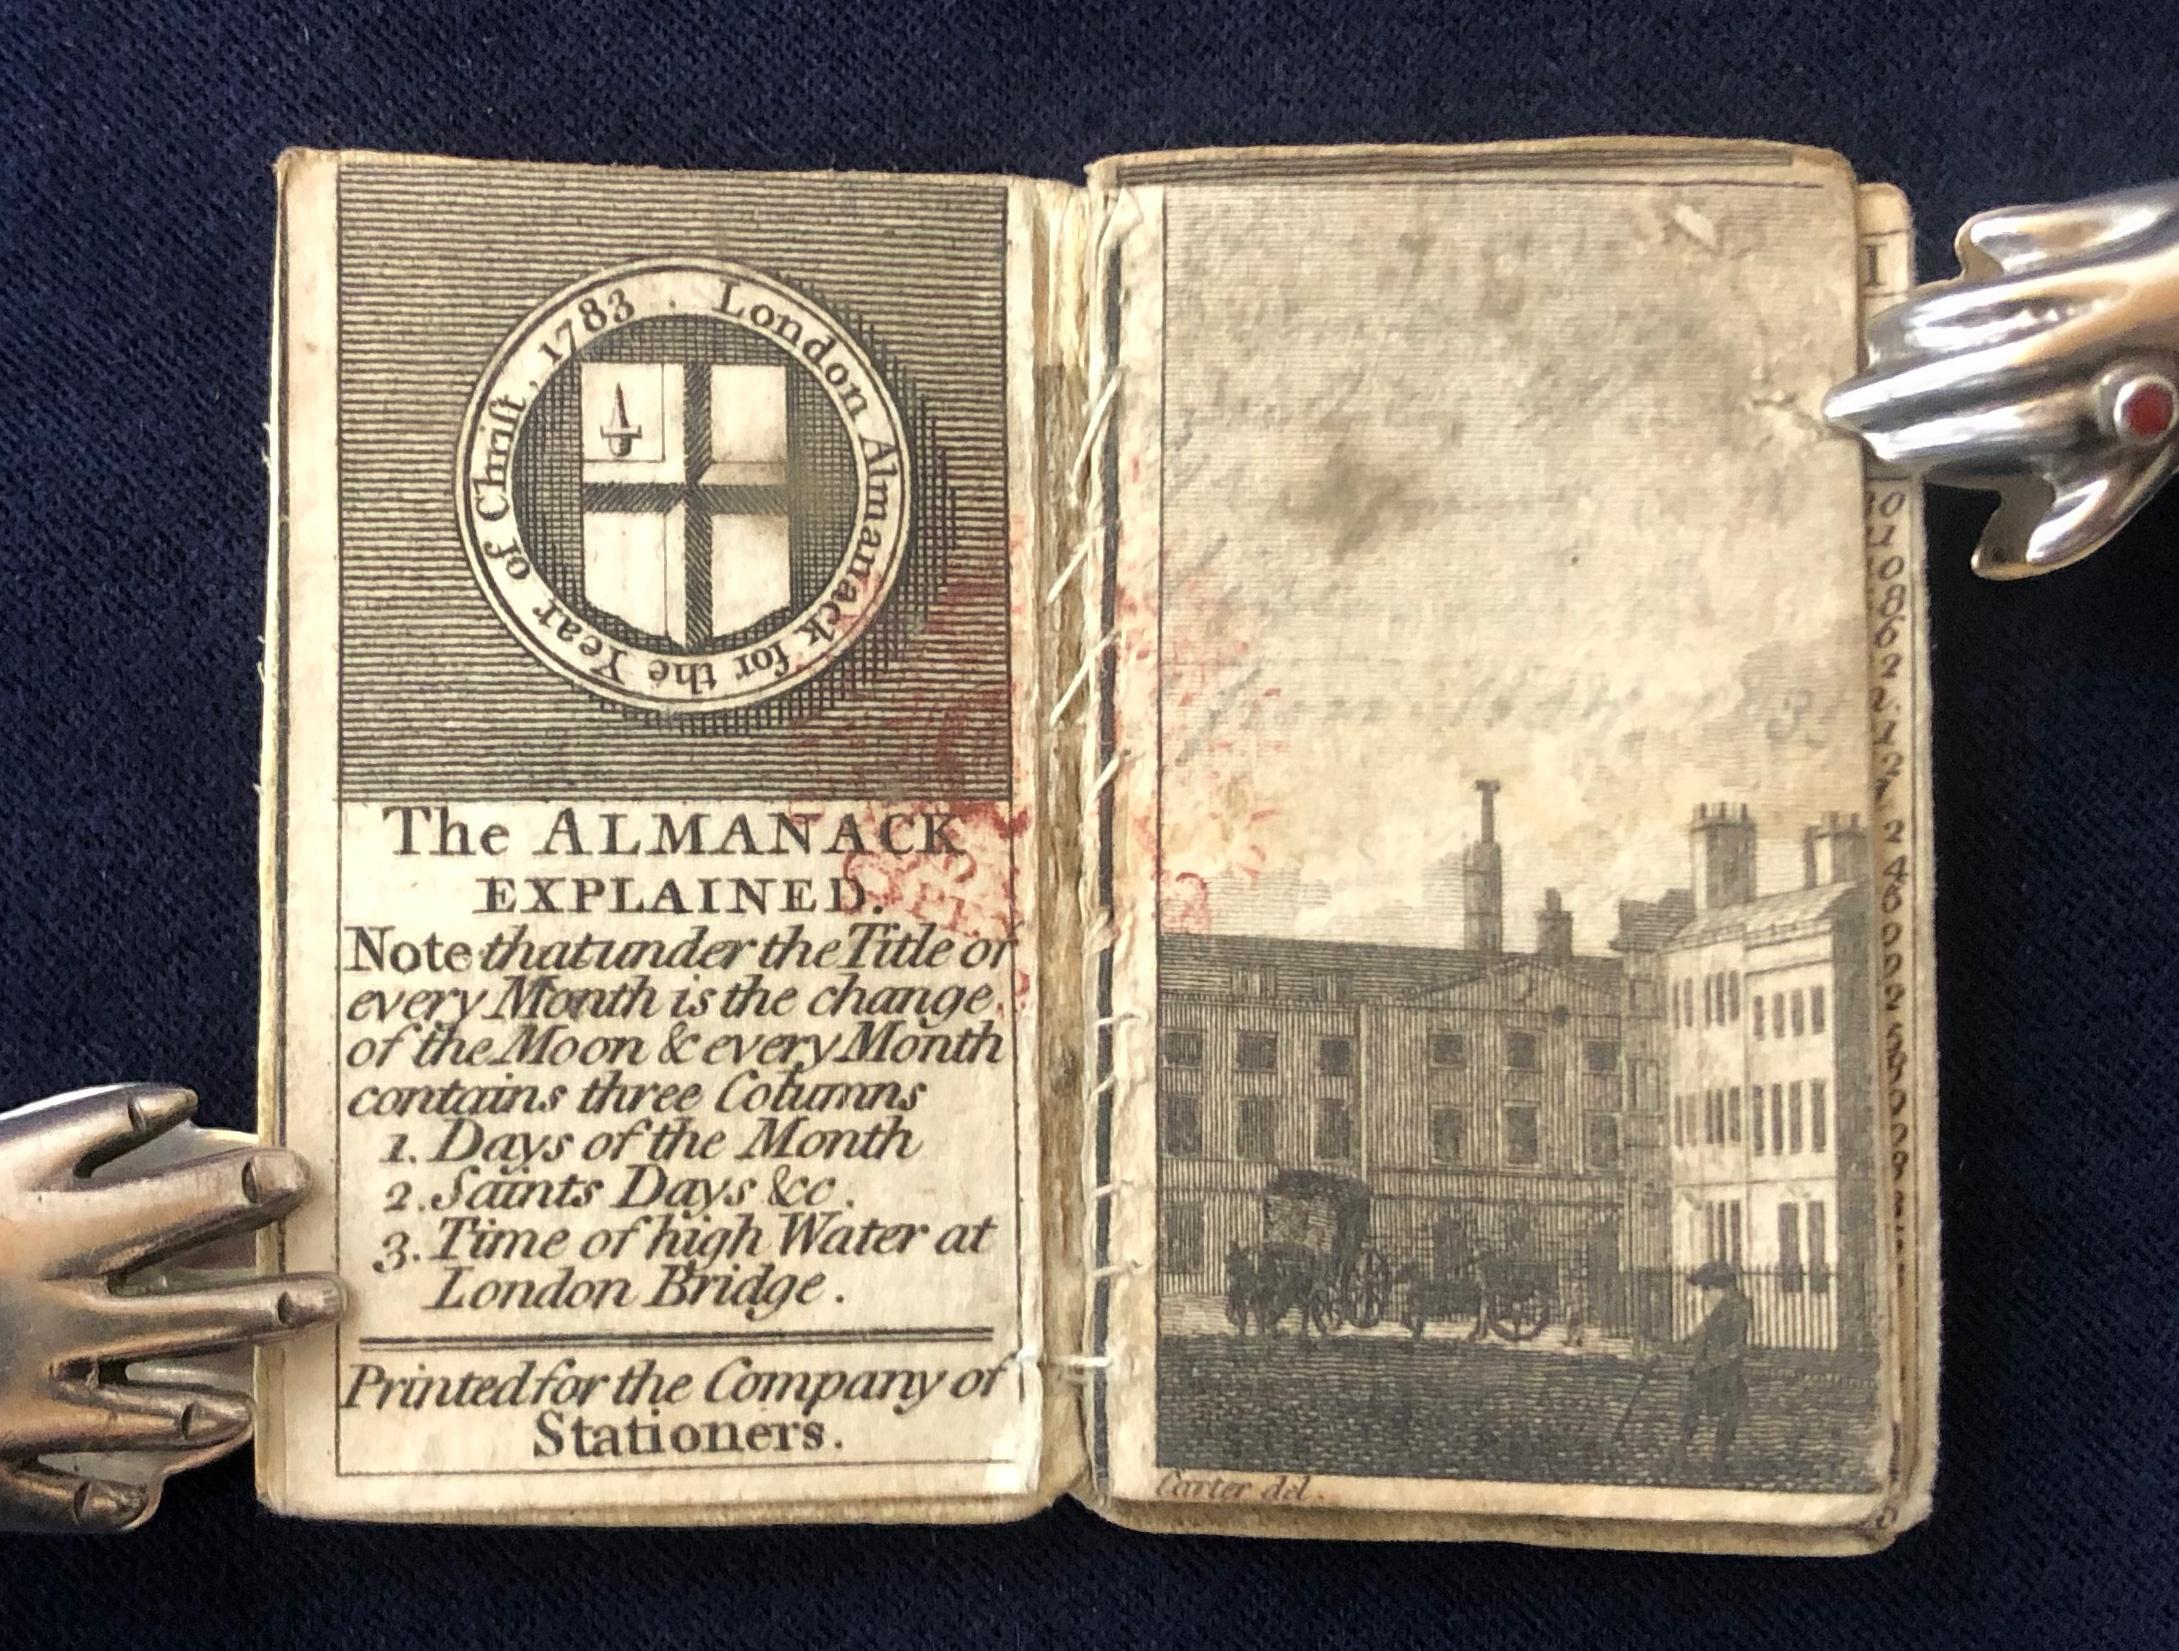 London Almanack for the Year of Chriſt, 1783.
The ALMANACK
EXPLAINED.
Note that under the Title of
every Month is the change
of the Moon & every Month
contains three Columns
1. Days of the Month
2. Saints Days &c.
3. Time of high Water at
London Bridge.
Printed for the Company of
Stationers.
Carter del.